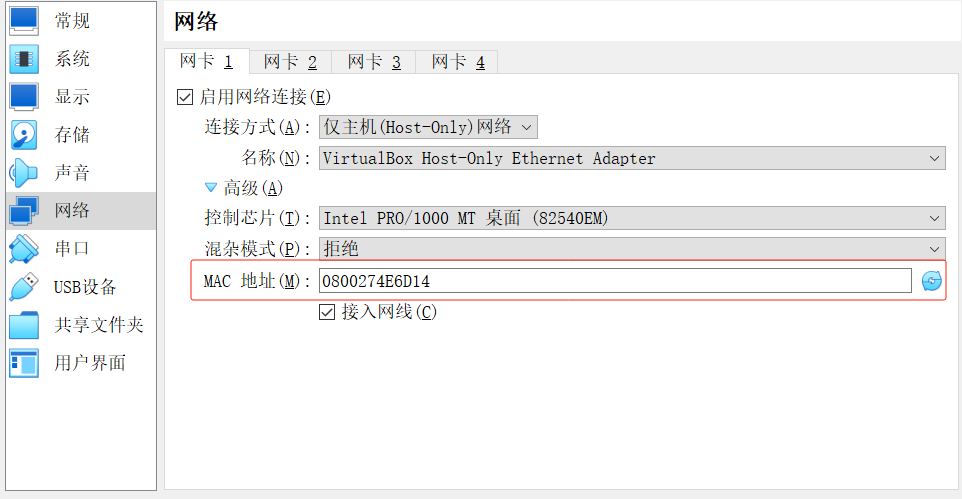 常规
系统
显示
存储
声音
网络
串口
USB设备
共享文件夹
用户界面
网络
网卡 1 网卡 2 网卡 3 网卡 4
启用网络连接(E)
连接方式(A): 仅主机(Host-Only)网络
名称(N): VirtualBox Host-Only Ethernet Adapter
高级(A)
控制芯片(T): Intel PRO/1000 MT 桌面 (82540EM)
混杂模式(P): 拒绝
MAC 地址(M): 0800274E6D14
接入网线(C)